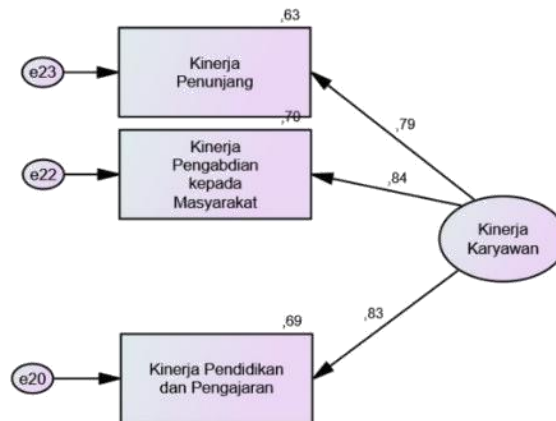 ,63
e23
Kinerja
Penunjang
,79
,70
e22
Kinerja
Pengabdian
kepada
Masyarakat
,84
Kinerja
Karyawan
,69
,83
e20
Kinerja Pendidikan
dan Pengajaran